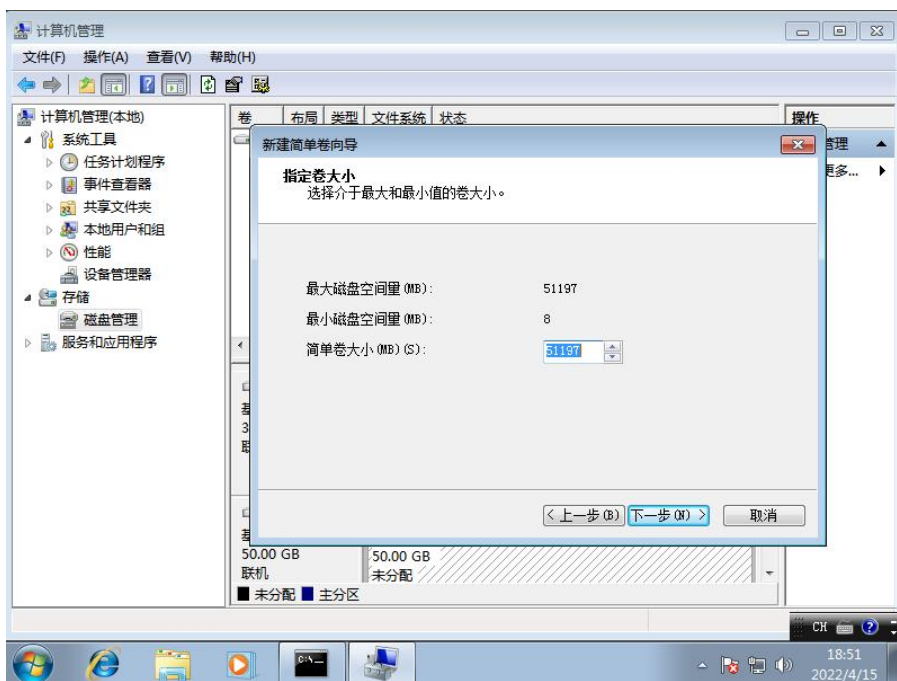 计算机管理
文件(F) 操作(A) 查看(V) 帮助(H)
计算机管理(本地)
系统工具
任务计划程序
事件查看器
共享文件夹
本地用户和组
性能
设备管理器
存储
磁盘管理
服务和应用程序
卷 布局 类型 文件系统 状态
操作
管理
更多...
新建简单卷向导
指定卷大小
选择介于最大和最小值的卷大小。
最大磁盘空间量(MB): 51197
最小磁盘空间量(MB): 8
简单卷大小(MB)(S): 51197
<上一步(B) 下一步(N) > 取消
50.00 GB
联机
50.00 GB
未分配
未分配 主分区
CH
C:\_
18:51
2022/4/15